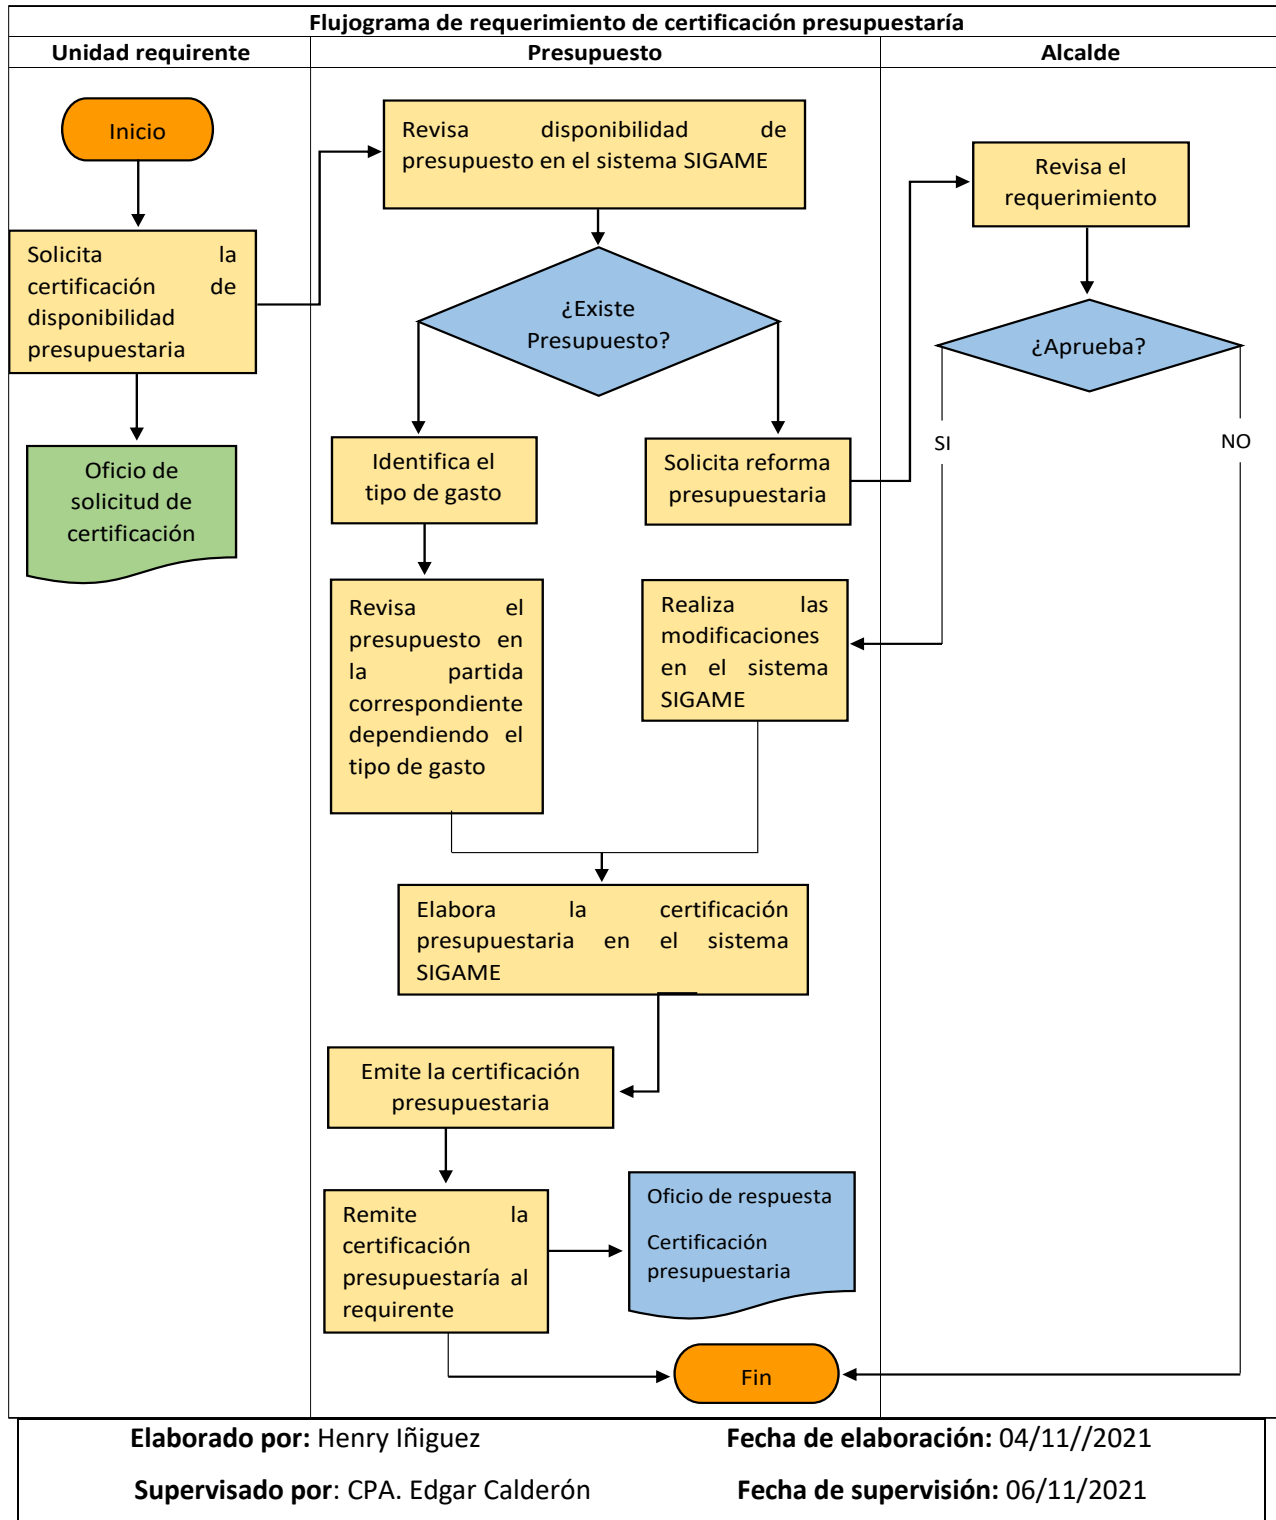 Flujograma de requerimiento de certificación presupuestaría
Unidad requirente
Presupuesto
Alcalde
Inicio
Solicita la
certificación de
disponibilidad
presupuestaria
Oficio de
solicitud de
certificación
Revisa disponibilidad de
presupuesto en el sistema SIGAME
¿Existe
Presupuesto?
Identifica el
tipo de gasto
Solicita reforma
presupuestaria
Revisa el
requerimiento
¿Aprueba?
SI
NO
Revisa el
presupuesto en
la partida
correspondiente
dependiendo el
tipo de gasto
Realiza las
modificaciones
en el sistema
SIGAME
Elabora la certificación
presupuestaria en el sistema
SIGAME
Emite la certificación
presupuestaria
Remite la
certificación
presupuestaría al
requirente
Oficio de respuesta
Certificación
presupuestaria
Fin
Elaborado por: Henry Iñiguez
Fecha de elaboración: 04/11//2021
Supervisado por: CPA. Edgar Calderón
Fecha de supervisión: 06/11/2021